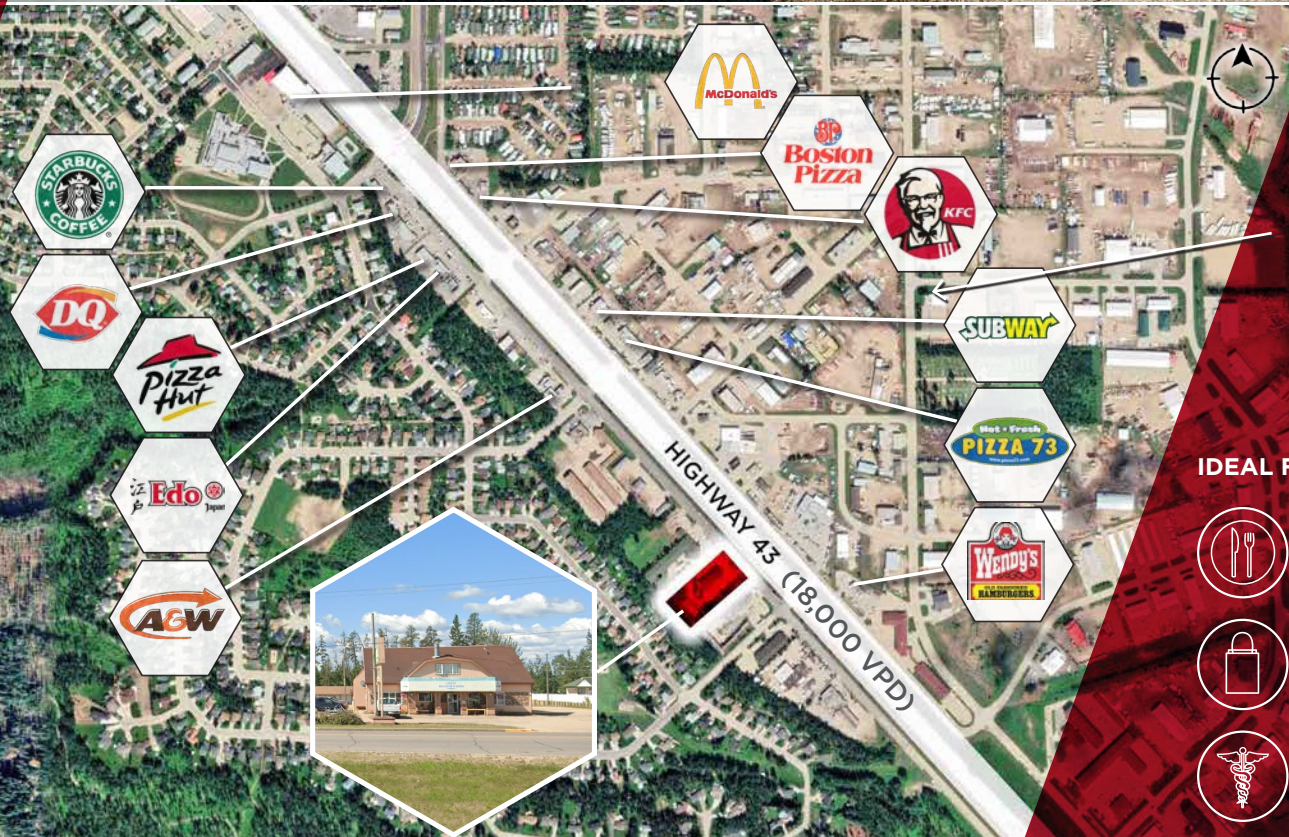 McDonald's
BP
Boston
Pizza
KFC
STARBUCKS
COFFEE
DQ
Pizza
Hut
SUBWAY
Hot • Fresh
PIZZA 73
江戸
Edo
Japan
A&W
WENDY'S
OLD FASHIONED
HAMBURGERS
HIGHWAY 43 (18,000 VPD)
IDEAL F